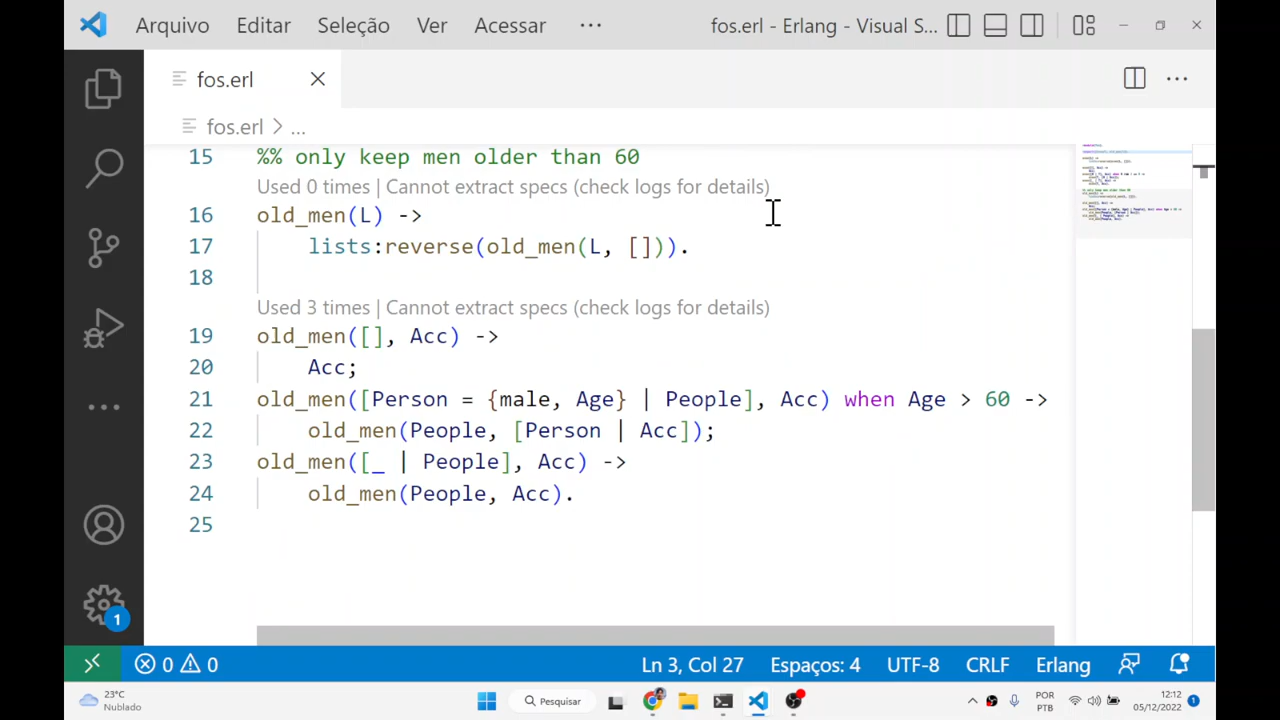 Arquivo Editar Seleção Ver Acessar ··· fos.erl - Erlang - Visual S...
fos.erl
fos.erl > ...
15 %% only keep men older than 60
Used 0 times | Cannot extract specs (check logs for details)
16 old_men(L) ->
17 lists:reverse(old_men(L, [])).
18
Used 3 times | Cannot extract specs (check logs for details)
19 old_men([], Acc) ->
20 Acc;
21 old_men([Person = {male, Age} | People], Acc) when Age > 60 ->
22 old_men(People, [Person | Acc]);
23 old_men([_ | People], Acc) ->
24 old_men(People, Acc).
25
1
0 0 Ln 3, Col 27 Espaços: 4 UTF-8 CRLF Erlang
23°C
Nublado
Pesquisar
POR
PTB
12:12
05/12/2022
1